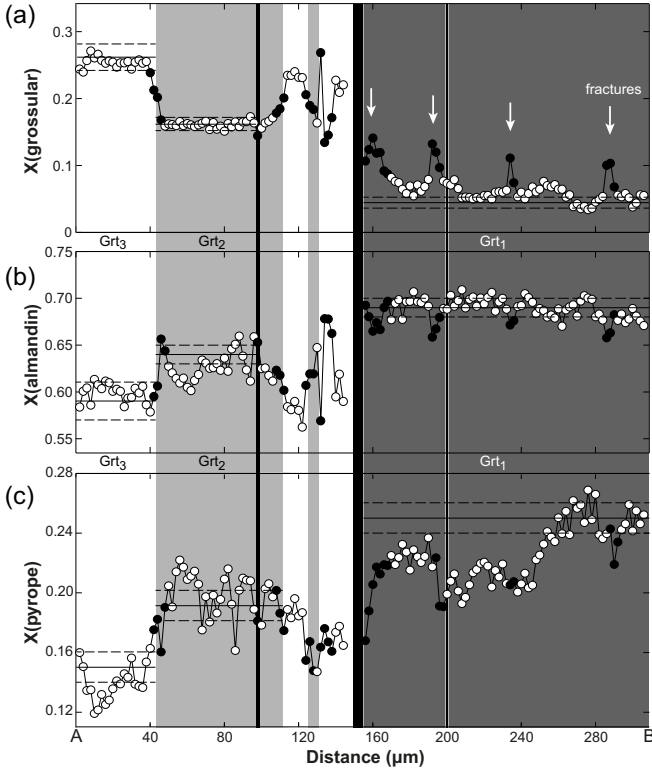 (a)
0.3
0.2
0.1
0
X(grossular)
fractures
Grt3
Grt2
Grt1
(b)
0.75
0.70
0.65
0.60
0.55
X(almandin)
Grt3
Grt2
Grt1
(c)
0.28
0.24
0.20
0.16
0.12
X(pyrope)
A
40
80
120
160
200
240
280
B
Distance (µm)